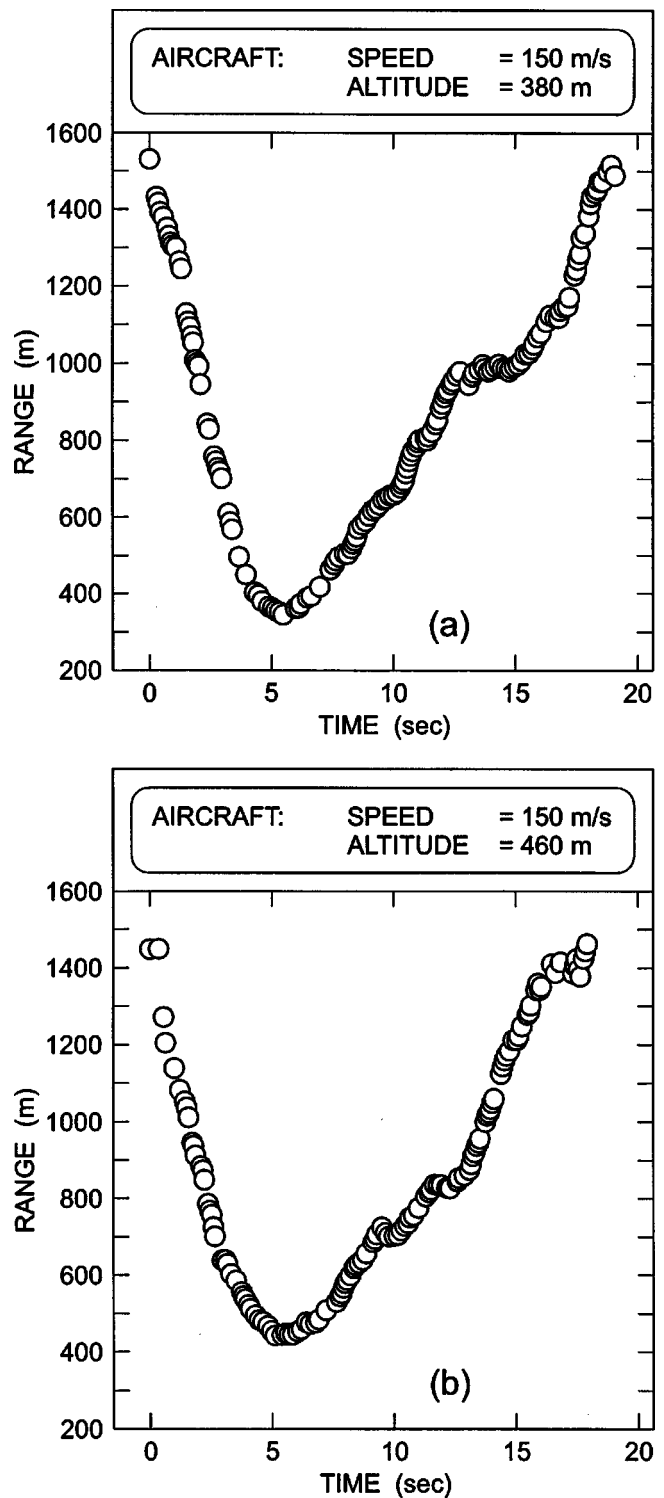 AIRCRAFT: SPEED = 150 m/s
ALTITUDE = 380 m
1600
1400
1200
1000
800
600
400
200
RANGE (m)
(a)
0 5 10 15 20
TIME (sec)
AIRCRAFT: SPEED = 150 m/s
ALTITUDE = 460 m
1600
1400
1200
1000
800
600
400
200
RANGE (m)
(b)
0 5 10 15 20
TIME (sec)